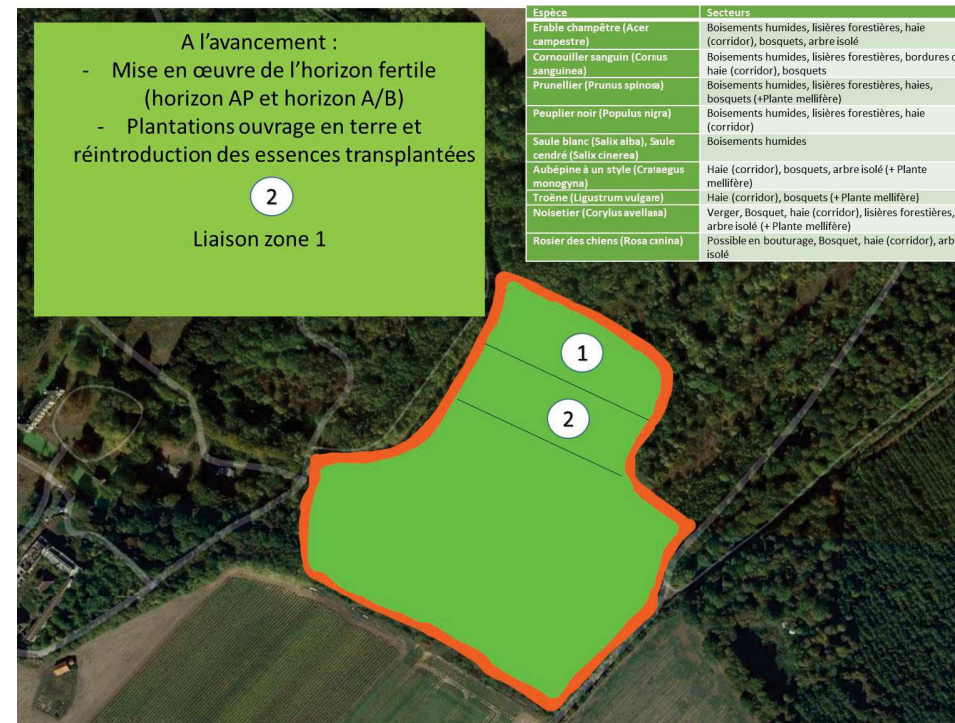 A l'avancement :
- Mise en œuvre de l'horizon fertile
(horizon AP et horizon A/B)
- Plantations ouvrage en terre et
réintroduction des essences transplantées
2
Liaison zone 1
Espèce Secteurs
Erable champêtre (Acer campestre) Boisements humides, lisières forestières, haie (corridor), bosquets, arbre isolé
Cornouiller sanguin (Cornus sanguinea) Boisements humides, lisières forestières, bordures haie (corridor), bosquets
Prunellier (Prunus spinosa) Boisements humides, lisières forestières, haies, bosquets (+Plante mellifère)
Peuplier noir (Populus nigra) Boisements humides, lisières forestières, haie (corridor)
Saule blanc (Salix alba), Saule cendré (Salix cinerea) Boisements humides
Aubépine à un style (Crataegus monogyna) Haie (corridor), bosquets, arbre isolé (+ Plante mellifère)
Troëne (Ligustrum vulgare) Haie (corridor), bosquets (+ Plante mellifère)
Noisetier (Corylus avellana) Verger, Bosquet, haie (corridor), lisières forestières, arbre isolé (+ Plante mellifère)
Rosier des chiens (Rosa canina) Possible en bouturage, Bosquet, haie (corridor), arb isolé
1
2